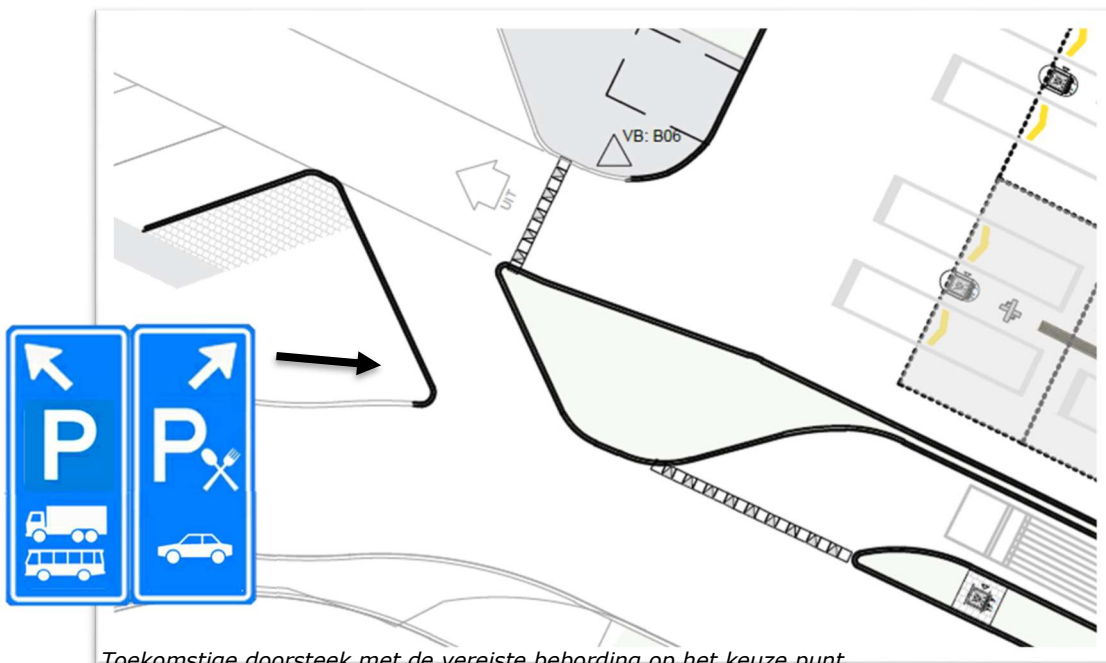 VB: B06
UIT
P P
Toekomstige doorsteek met de vereiste bebording op het keuze punt